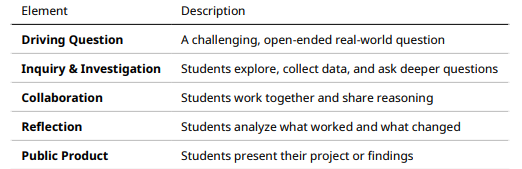 Element Description
Driving Question A challenging, open-ended real-world question
Inquiry & Investigation Students explore, collect data, and ask deeper questions
Collaboration Students work together and share reasoning
Reflection Students analyze what worked and what changed
Public Product Students present their project or findings